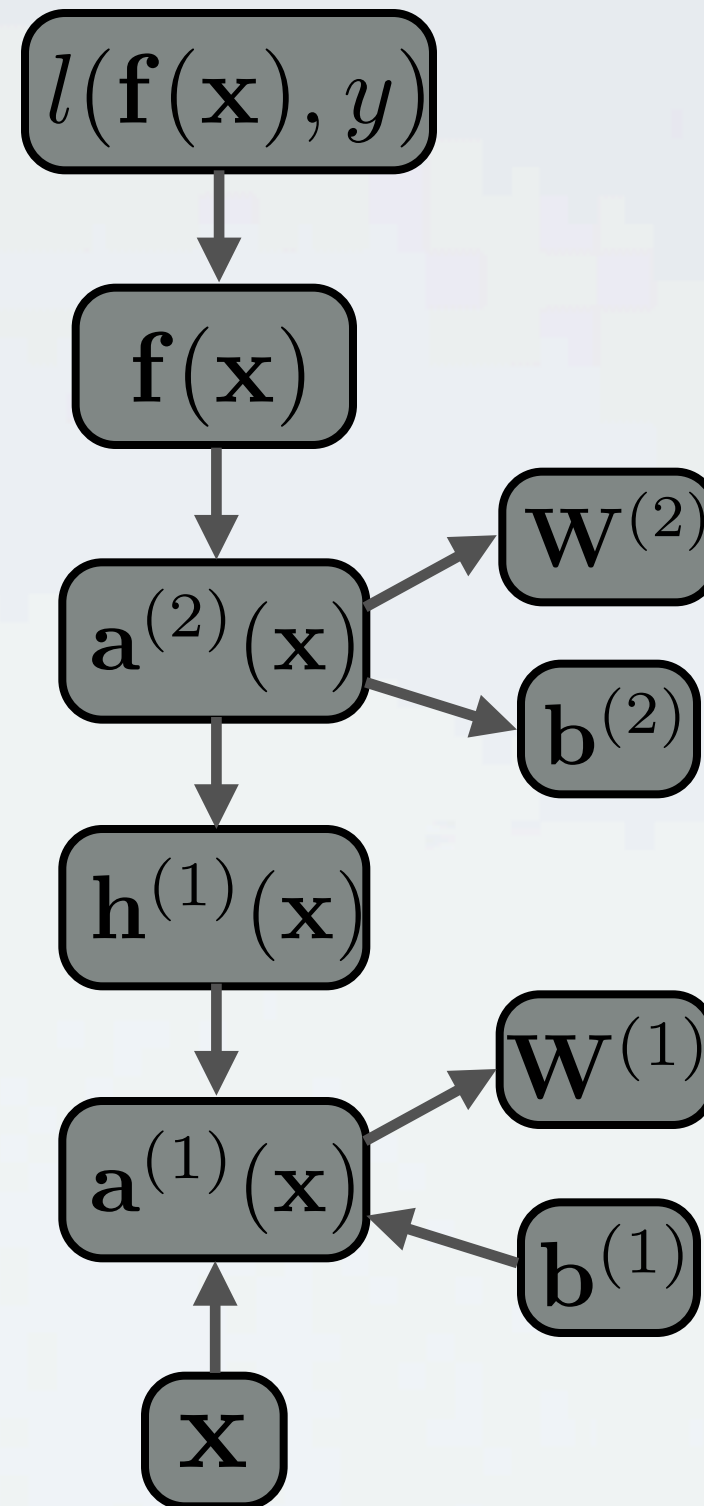 l(f(x), y)
f(x)
W⁽²⁾
a⁽²⁾(x)
b⁽²⁾
h⁽¹⁾(x)
W⁽¹⁾
a⁽¹⁾(x)
b⁽¹⁾
x